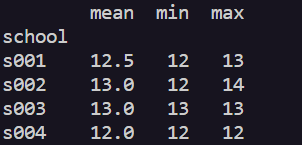 mean min max
school
s001 12.5 12 13
s002 13.0 12 14
s003 13.0 13 13
s004 12.0 12 12